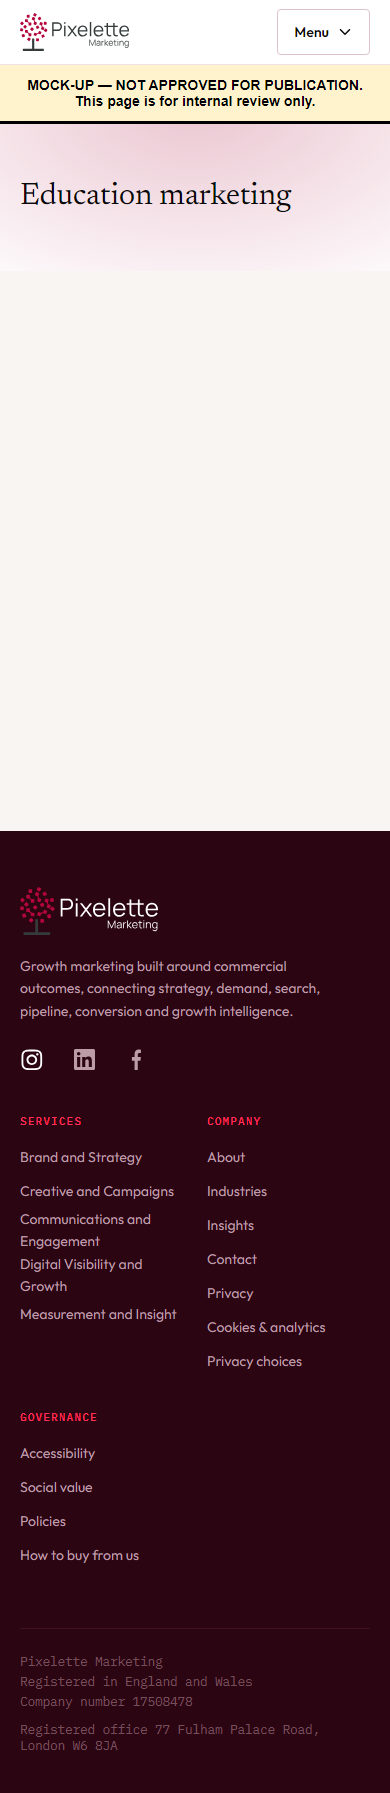 Pixelette
Marketing
Menu
MOCK-UP — NOT APPROVED FOR PUBLICATION.
This page is for internal review only.
Education marketing
Pixelette
Marketing
Growth marketing built around commercial
outcomes, connecting strategy, demand, search,
pipeline, conversion and growth intelligence.
SERVICES
Brand and Strategy
Creative and Campaigns
Communications and
Engagement
Digital Visibility and
Growth
Measurement and Insight
COMPANY
About
Industries
Insights
Contact
Privacy
Cookies & analytics
Privacy choices
GOVERNANCE
Accessibility
Social value
Policies
How to buy from us
Pixelette Marketing
Registered in England and Wales
Company number 17508478
Registered office 77 Fulham Palace Road,
London W6 8JA